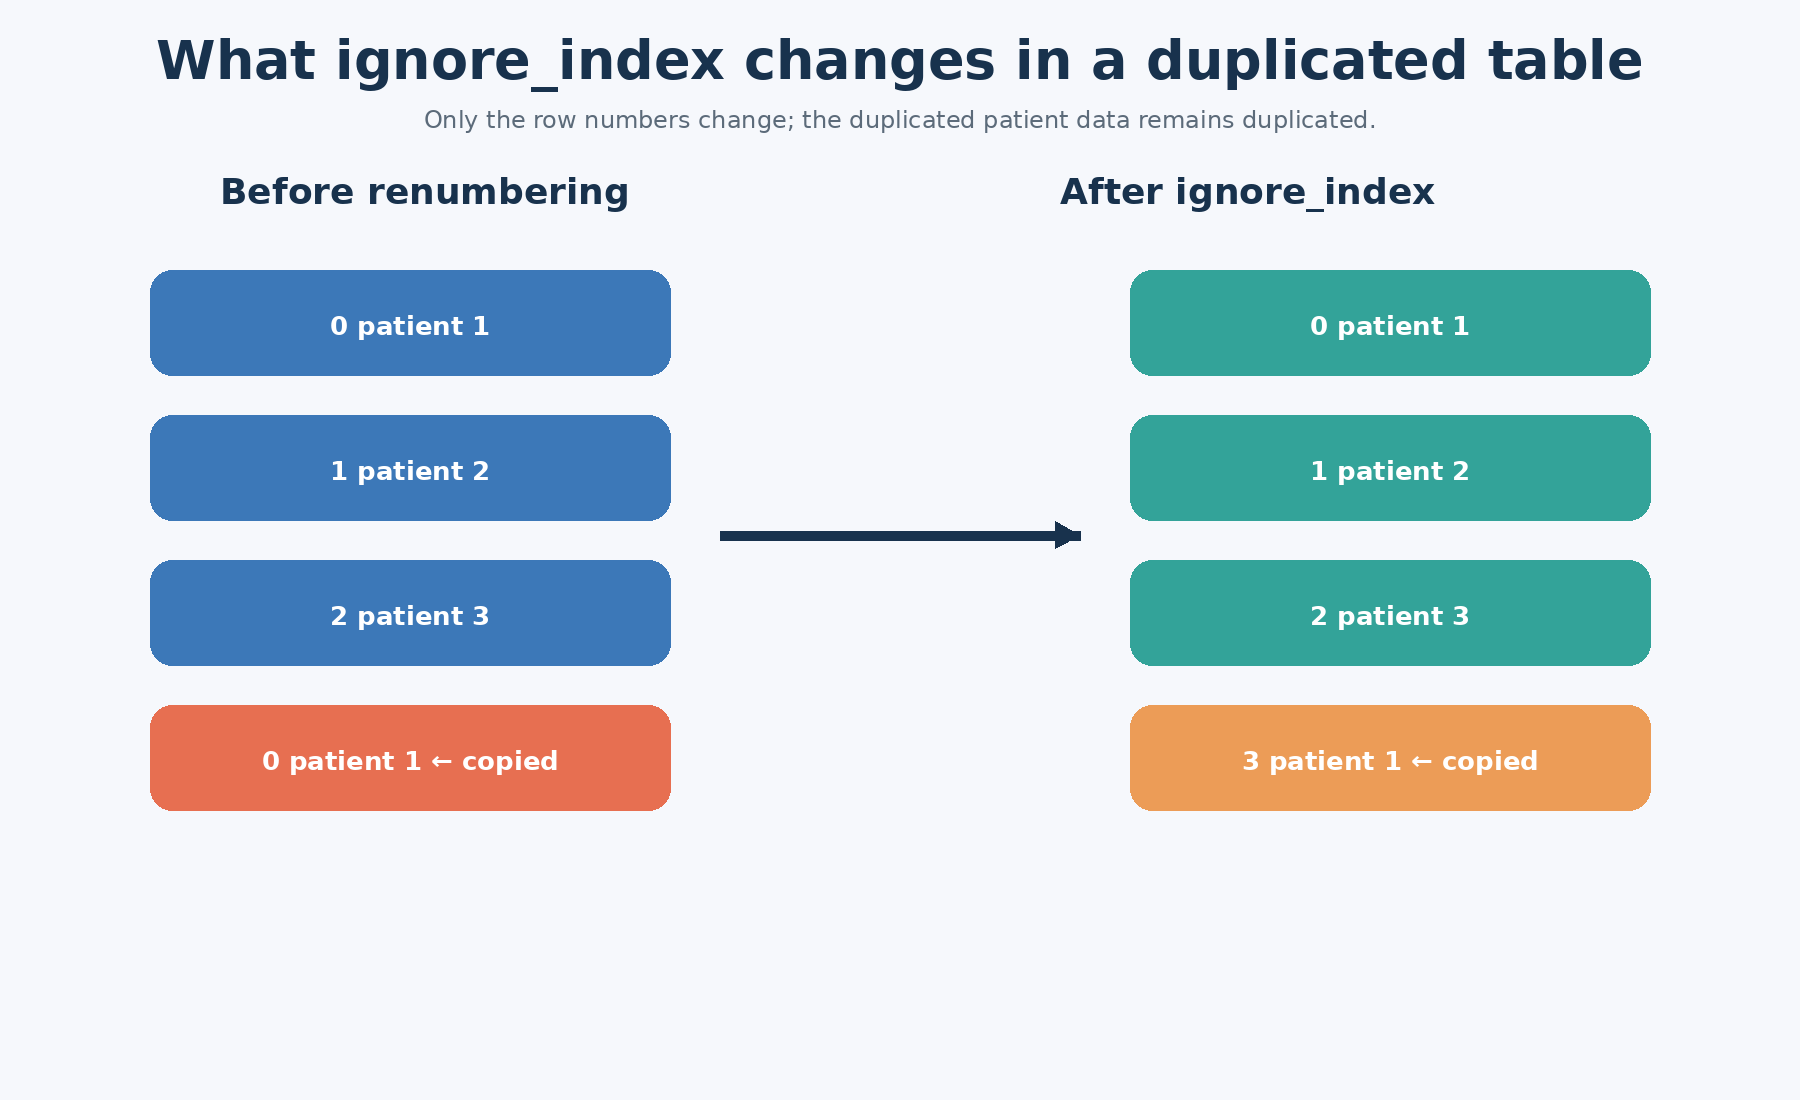 What ignore_index changes in a duplicated table
Only the row numbers change; the duplicated patient data remains duplicated.
Before renumbering
0 patient 1
1 patient 2
2 patient 3
0 patient 1 ← copied
After ignore_index
0 patient 1
1 patient 2
2 patient 3
3 patient 1 ← copied